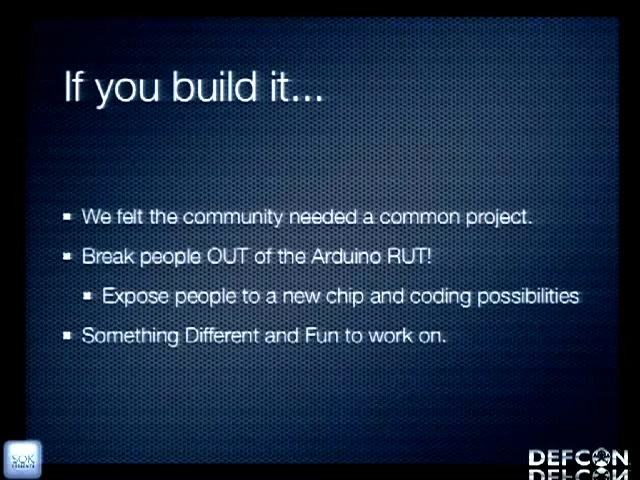 If you build it...
We felt the community needed a common project.
Break people OUT of the Arduino RUT!
Expose people to a new chip and coding possibilities
Something Different and Fun to work on.
SOK
DEFCON